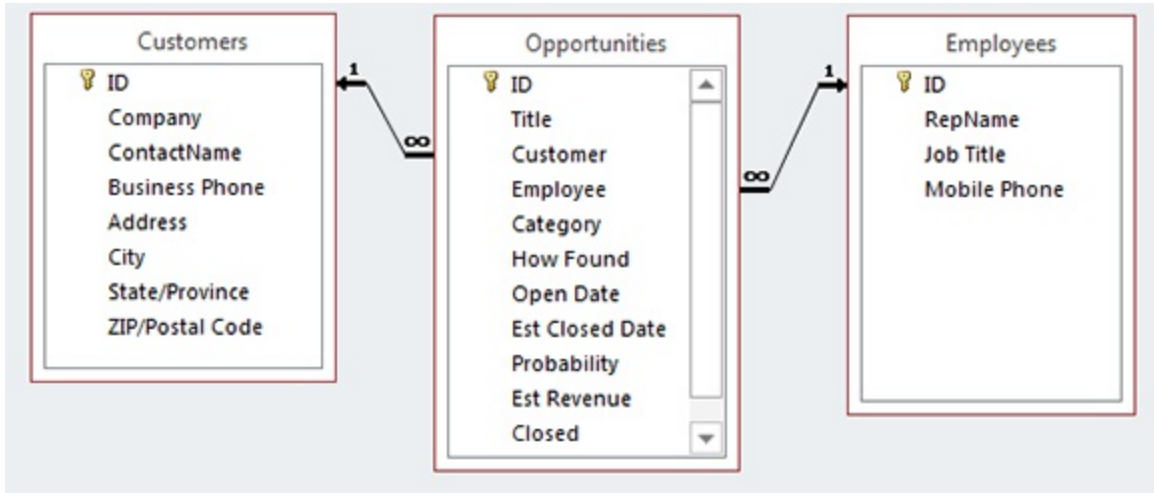 Customers
ID
Company
ContactName
Business Phone
Address
City
State/Province
ZIP/Postal Code
1
∞
Opportunities
ID
Title
Customer
Employee
Category
How Found
Open Date
Est Closed Date
Probability
Est Revenue
Closed
∞
1
Employees
ID
RepName
Job Title
Mobile Phone